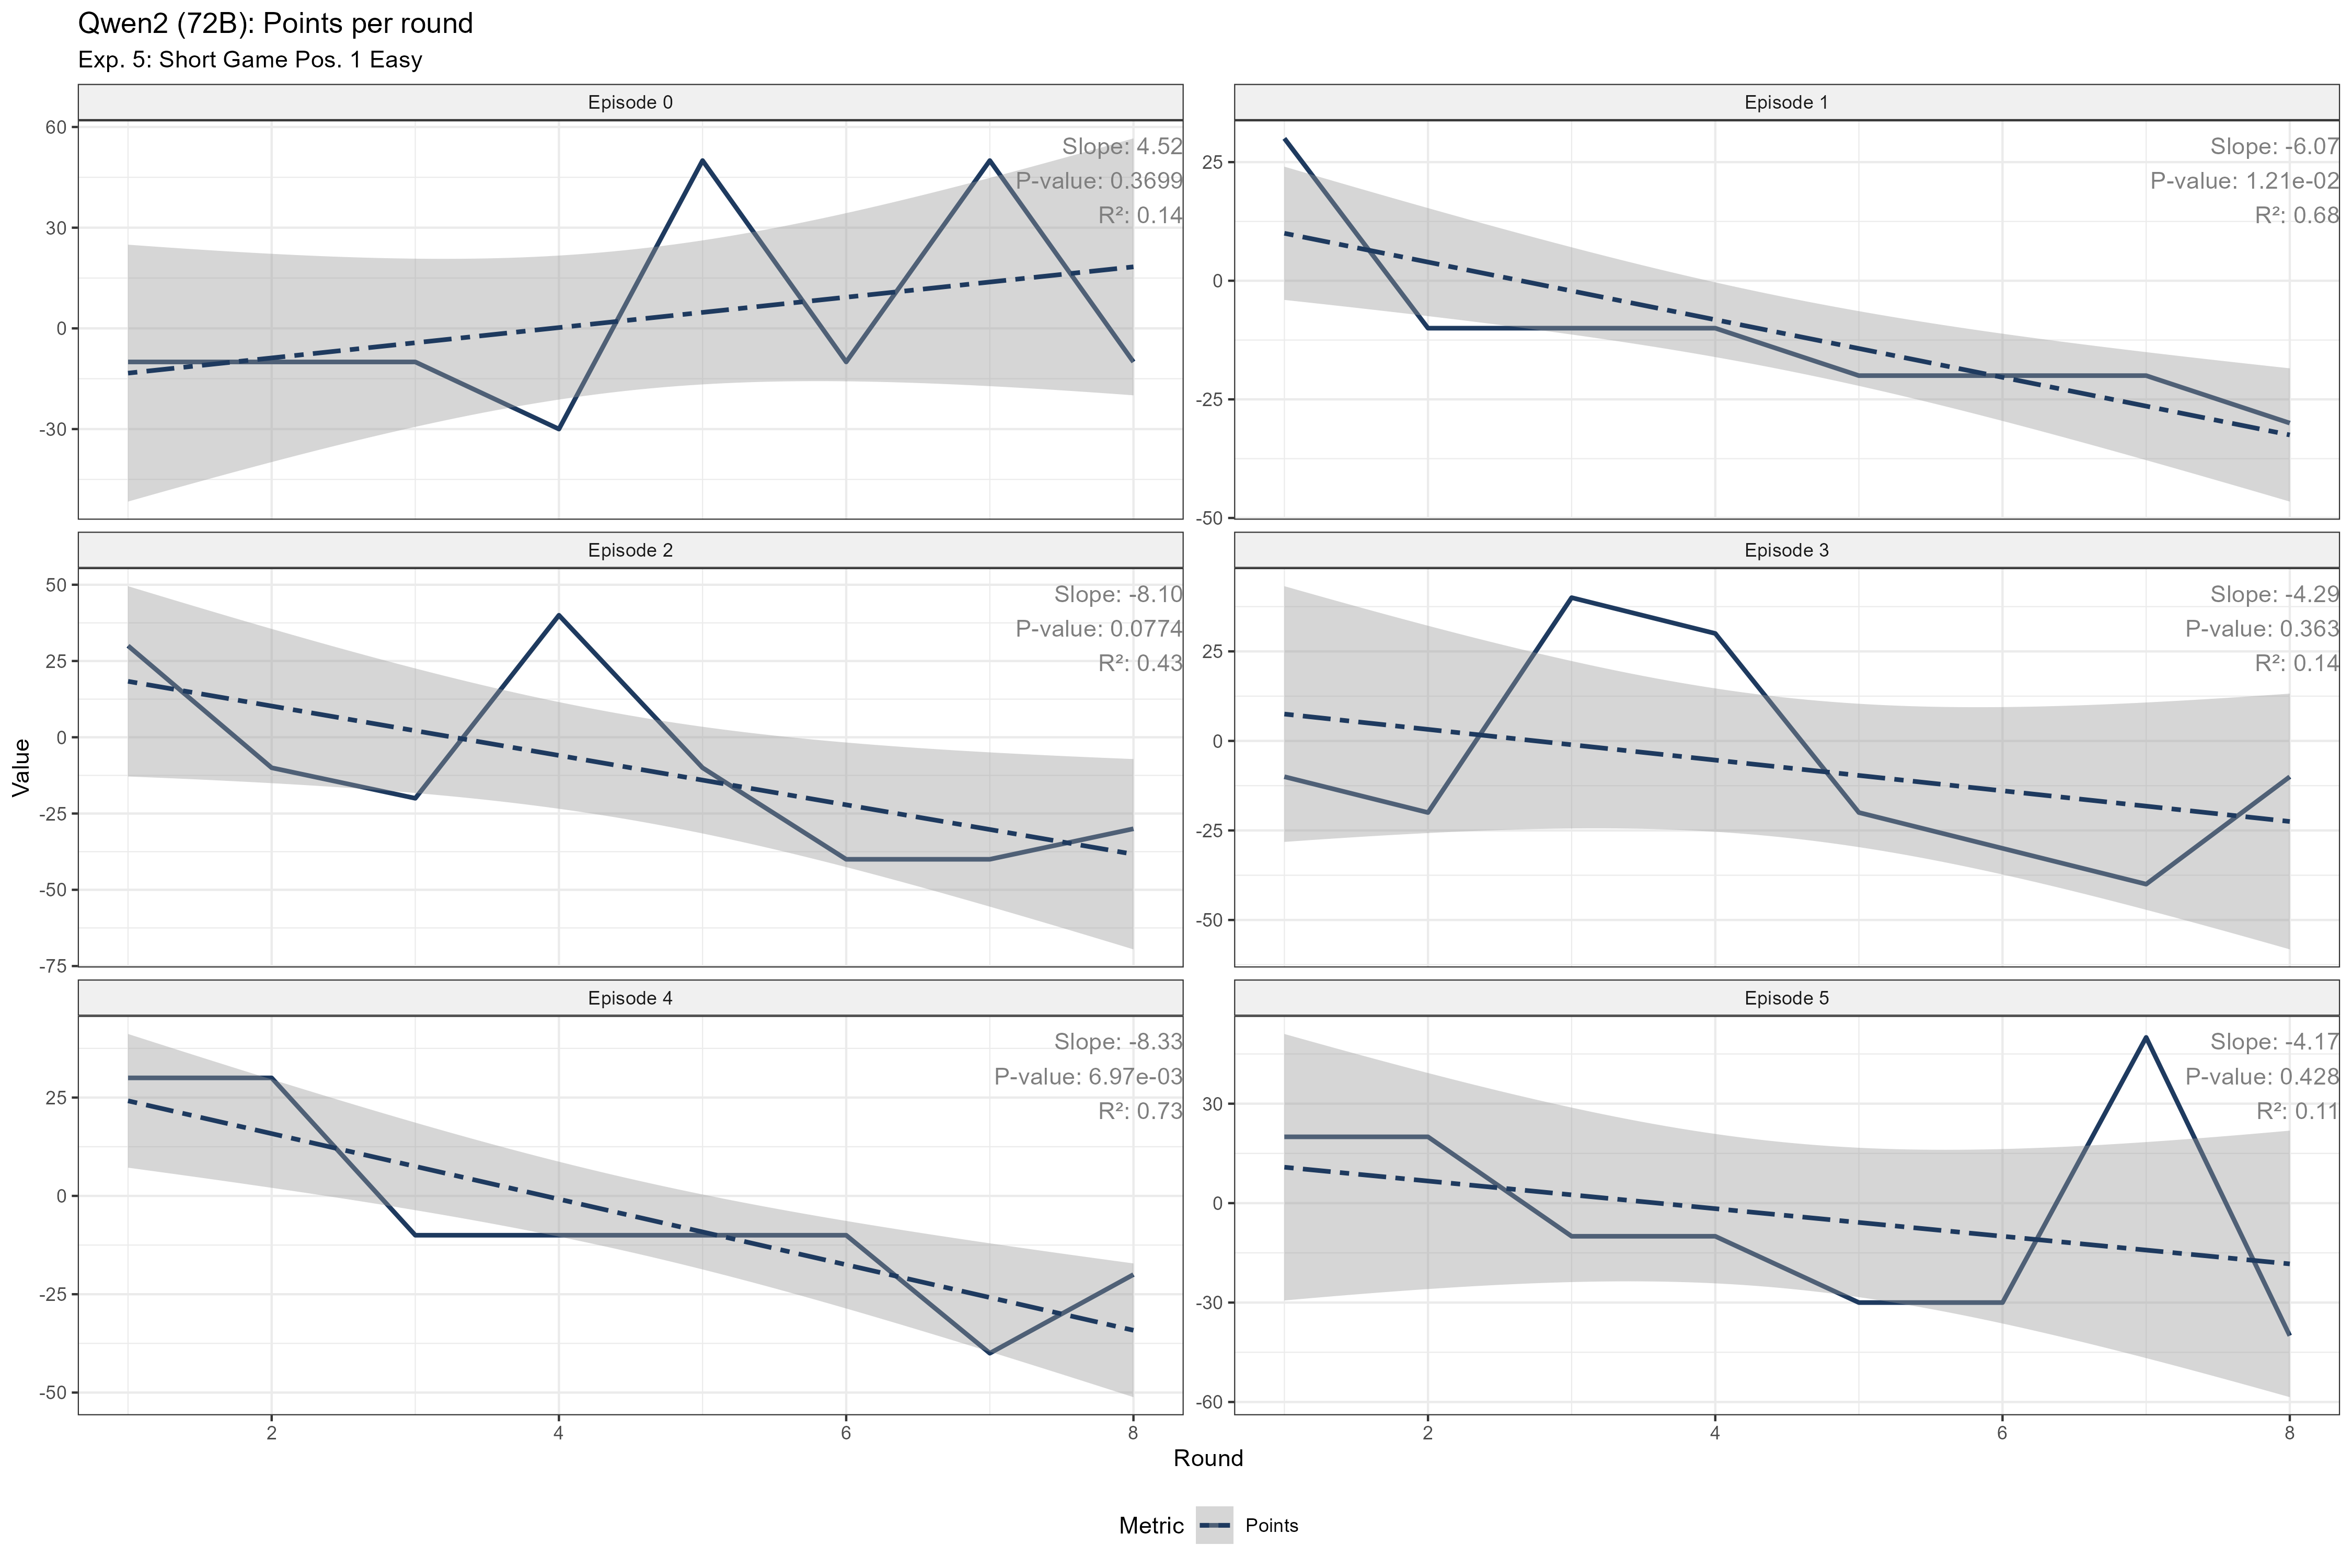 Qwen2 (72B): Points per round
Exp. 5: Short Game Pos. 1 Easy
Episode 0
60
30
0
-30
Slope: 4.52
P-value: 0.3699
R²: 0.14
Episode 1
25
0
-25
-50
Slope: -6.07
P-value: 1.21e-02
R²: 0.68
Value
Episode 2
50
25
0
-25
-50
-75
Slope: -8.10
P-value: 0.0774
R²: 0.43
Episode 3
25
0
-25
-50
Slope: -4.29
P-value: 0.363
R²: 0.14
Episode 4
25
0
-25
-50
Slope: -8.33
P-value: 6.97e-03
R²: 0.73
2 4 6 8
Episode 5
30
0
-30
-60
Slope: -4.17
P-value: 0.428
R²: 0.11
2 4 6 8
Round
Metric Points